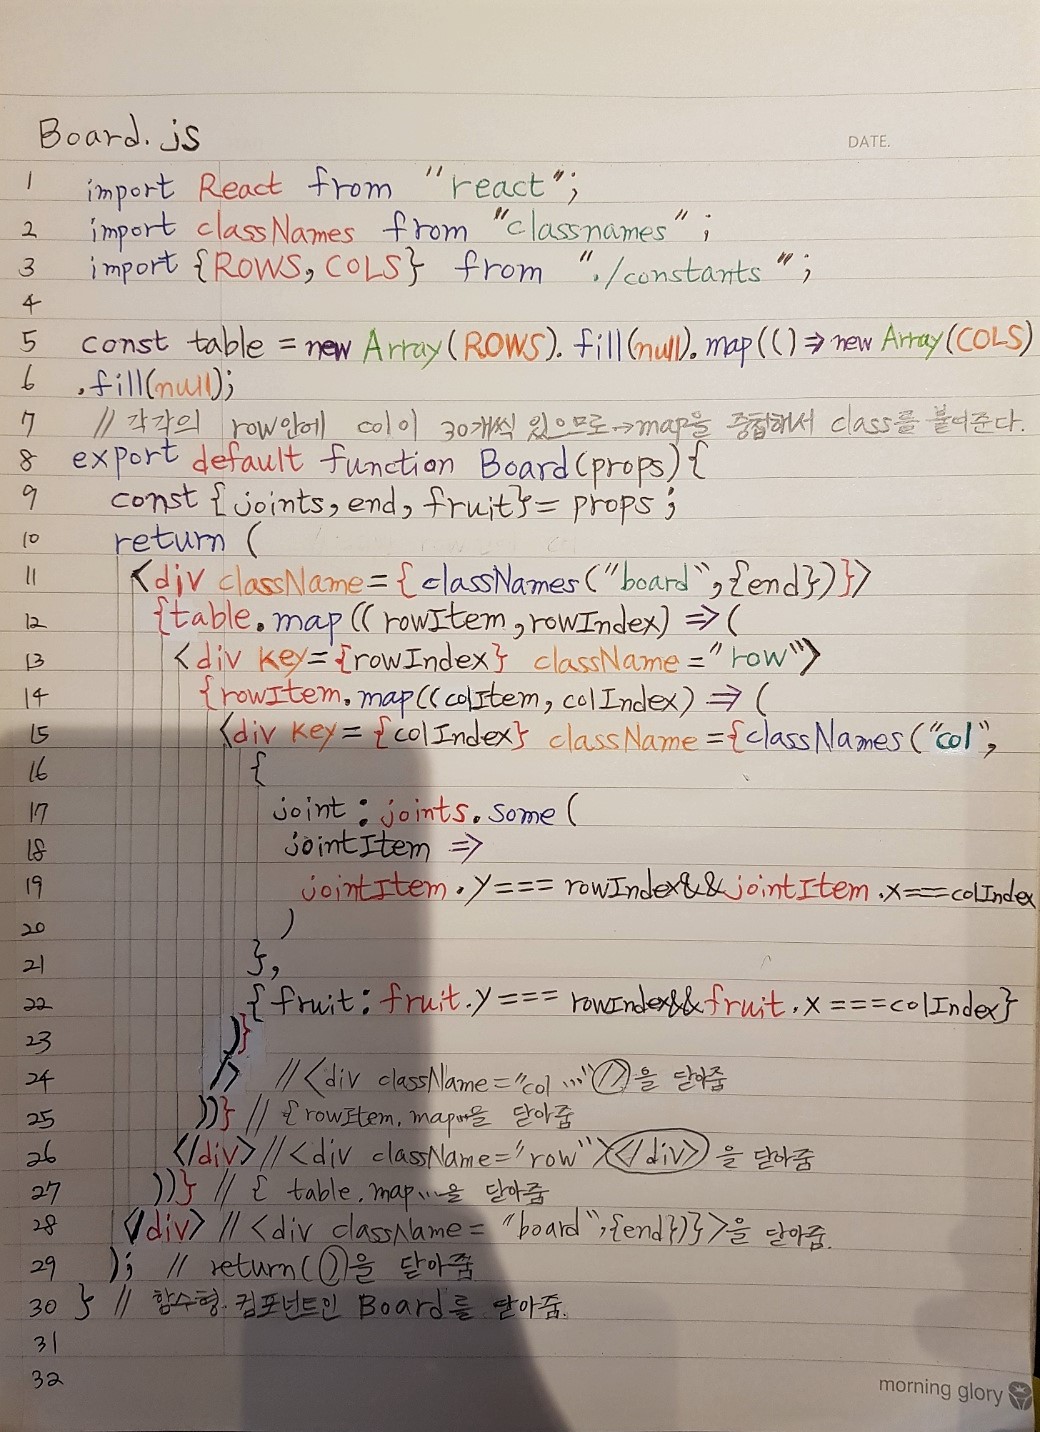 Board.js
DATE.
1 import React from "react";
2 import classNames from "classnames";
3 import {ROWS, COLS} from "./constants";
4
5 const table = new Array(ROWS).fill(null).map(() => new Array(COLS)
6 .fill(null);
7 // 각각의 row안에 col이 30개씩 있으므로→map을 중첩해서 class를 붙여준다.
8 export default function Board(props){
9 const {joints, end, fruit} = props;
10 return (
11 <div className={classNames("board",{end})}>
12 {table.map((rowItem, rowIndex) => (
13 <div key={rowIndex} className="row">
14 {rowItem.map((colItem, colIndex) => (
15 <div key={colIndex} className={classNames("col",
16 {
17 joint: joints.some(
18 jointItem =>
19 jointItem.y===rowIndex&&jointItem.x===colIndex
20 )
21 },
22 {fruit: fruit.y===rowIndex&&fruit.x===colIndex}
23 )}
24 /> // <div className="col ..." />을 닫아줌
25 ))} // {rowItem.map…을 닫아줌
26 </div> // <div className="row"></div>을 닫아줌
27 ))} // { table.map…을 닫아줌
28 </div> // <div className="board",{end})}>을 닫아줌.
29 ); // return()을 닫아줌
30 } // 함수형 컴포넌트인 Board를 닫아줌.
31
32
morning glory